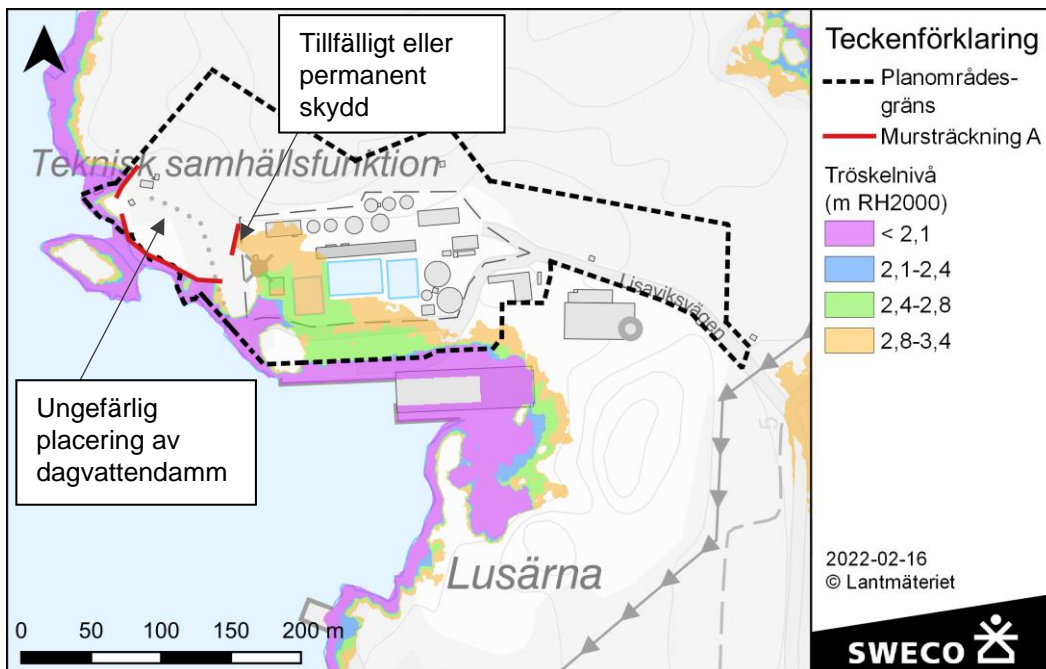 Tillfälligt eller
permanent
skydd
Teknisk samhällsfunktion
Lisaviksvägen
Ungefärlig
placering av
dagvattendamm
5
Lusärna
0 50 100 150 200 m
Teckenförklaring
Planområdes-
gräns
Mursträckning A
Tröskelnivå
(m RH2000)
< 2,1
2,1-2,4
2,4-2,8
2,8-3,4
2022-02-16
© Lantmäteriet
SWECO